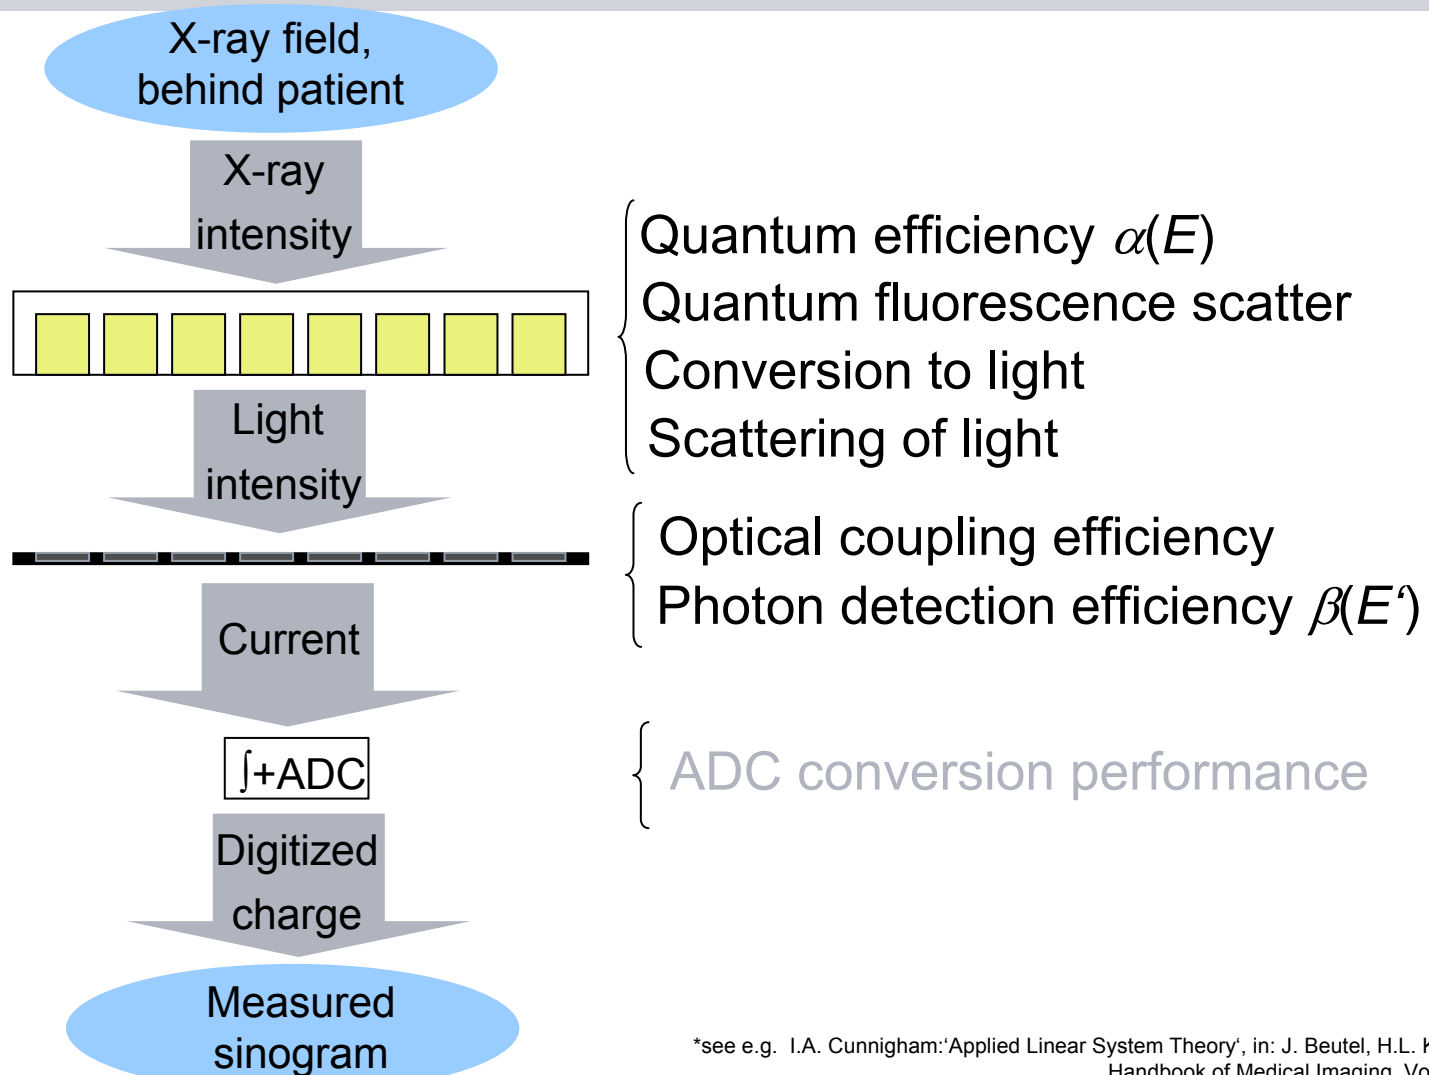 X-ray field,
behind patient
X-ray
intensity
Quantum efficiency α(E)
Quantum fluorescence scatter
Conversion to light
Scattering of light
Light
intensity
Optical coupling efficiency
Photon detection efficiency β(E‘)
Current
∫+ADC
ADC conversion performance
Digitized
charge
Measured
sinogram
*see e.g. I.A. Cunnigham:‘Applied Linear System Theory‘, in: J. Beutel, H.L. K
Handbook of Medical Imaging, Vo